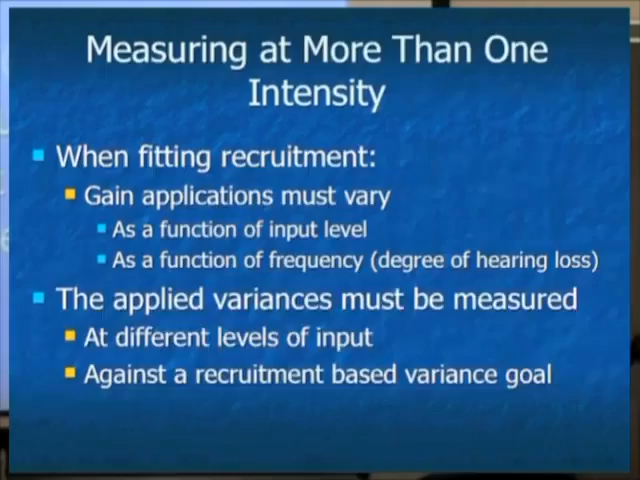 Measuring at More Than One
Intensity
When fitting recruitment:
Gain applications must vary
As a function of input level
As a function of frequency (degree of hearing loss)
The applied variances must be measured
At different levels of input
Against a recruitment based variance goal